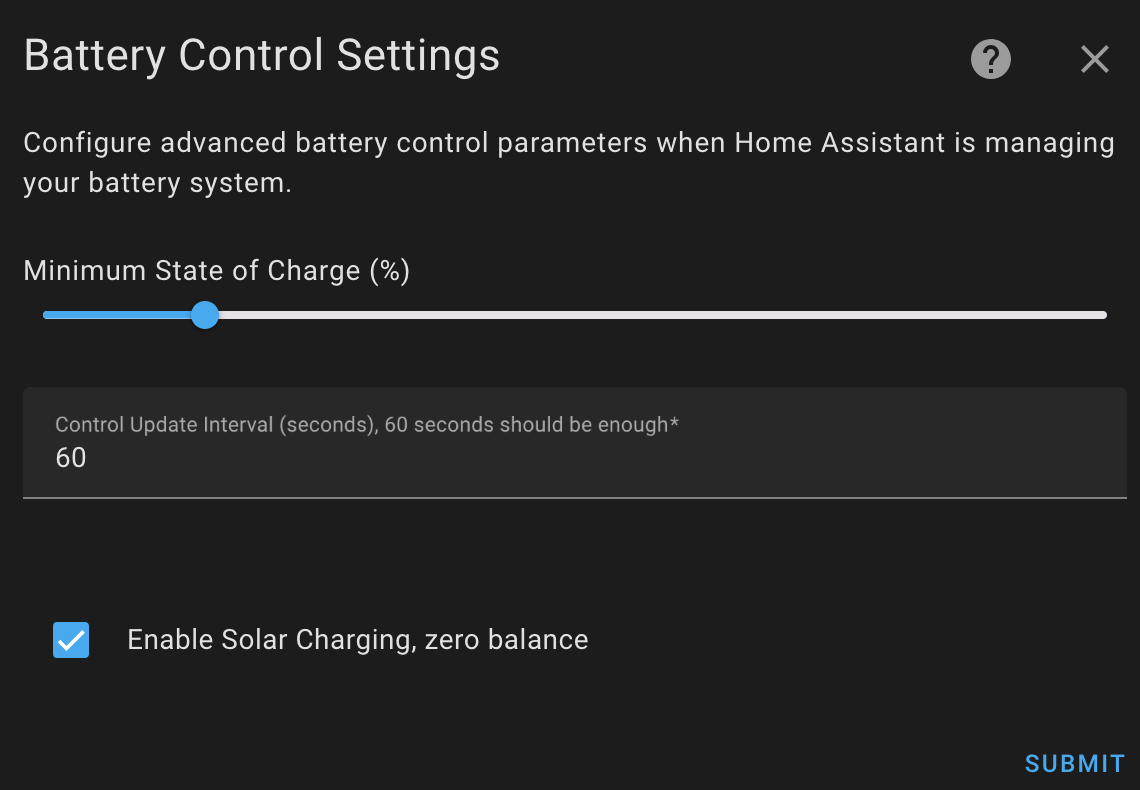 Battery Control Settings
?
Configure advanced battery control parameters when Home Assistant is managing
your battery system.
Minimum State of Charge (%)
Control Update Interval (seconds), 60 seconds should be enough*
60
Enable Solar Charging, zero balance
SUBMIT